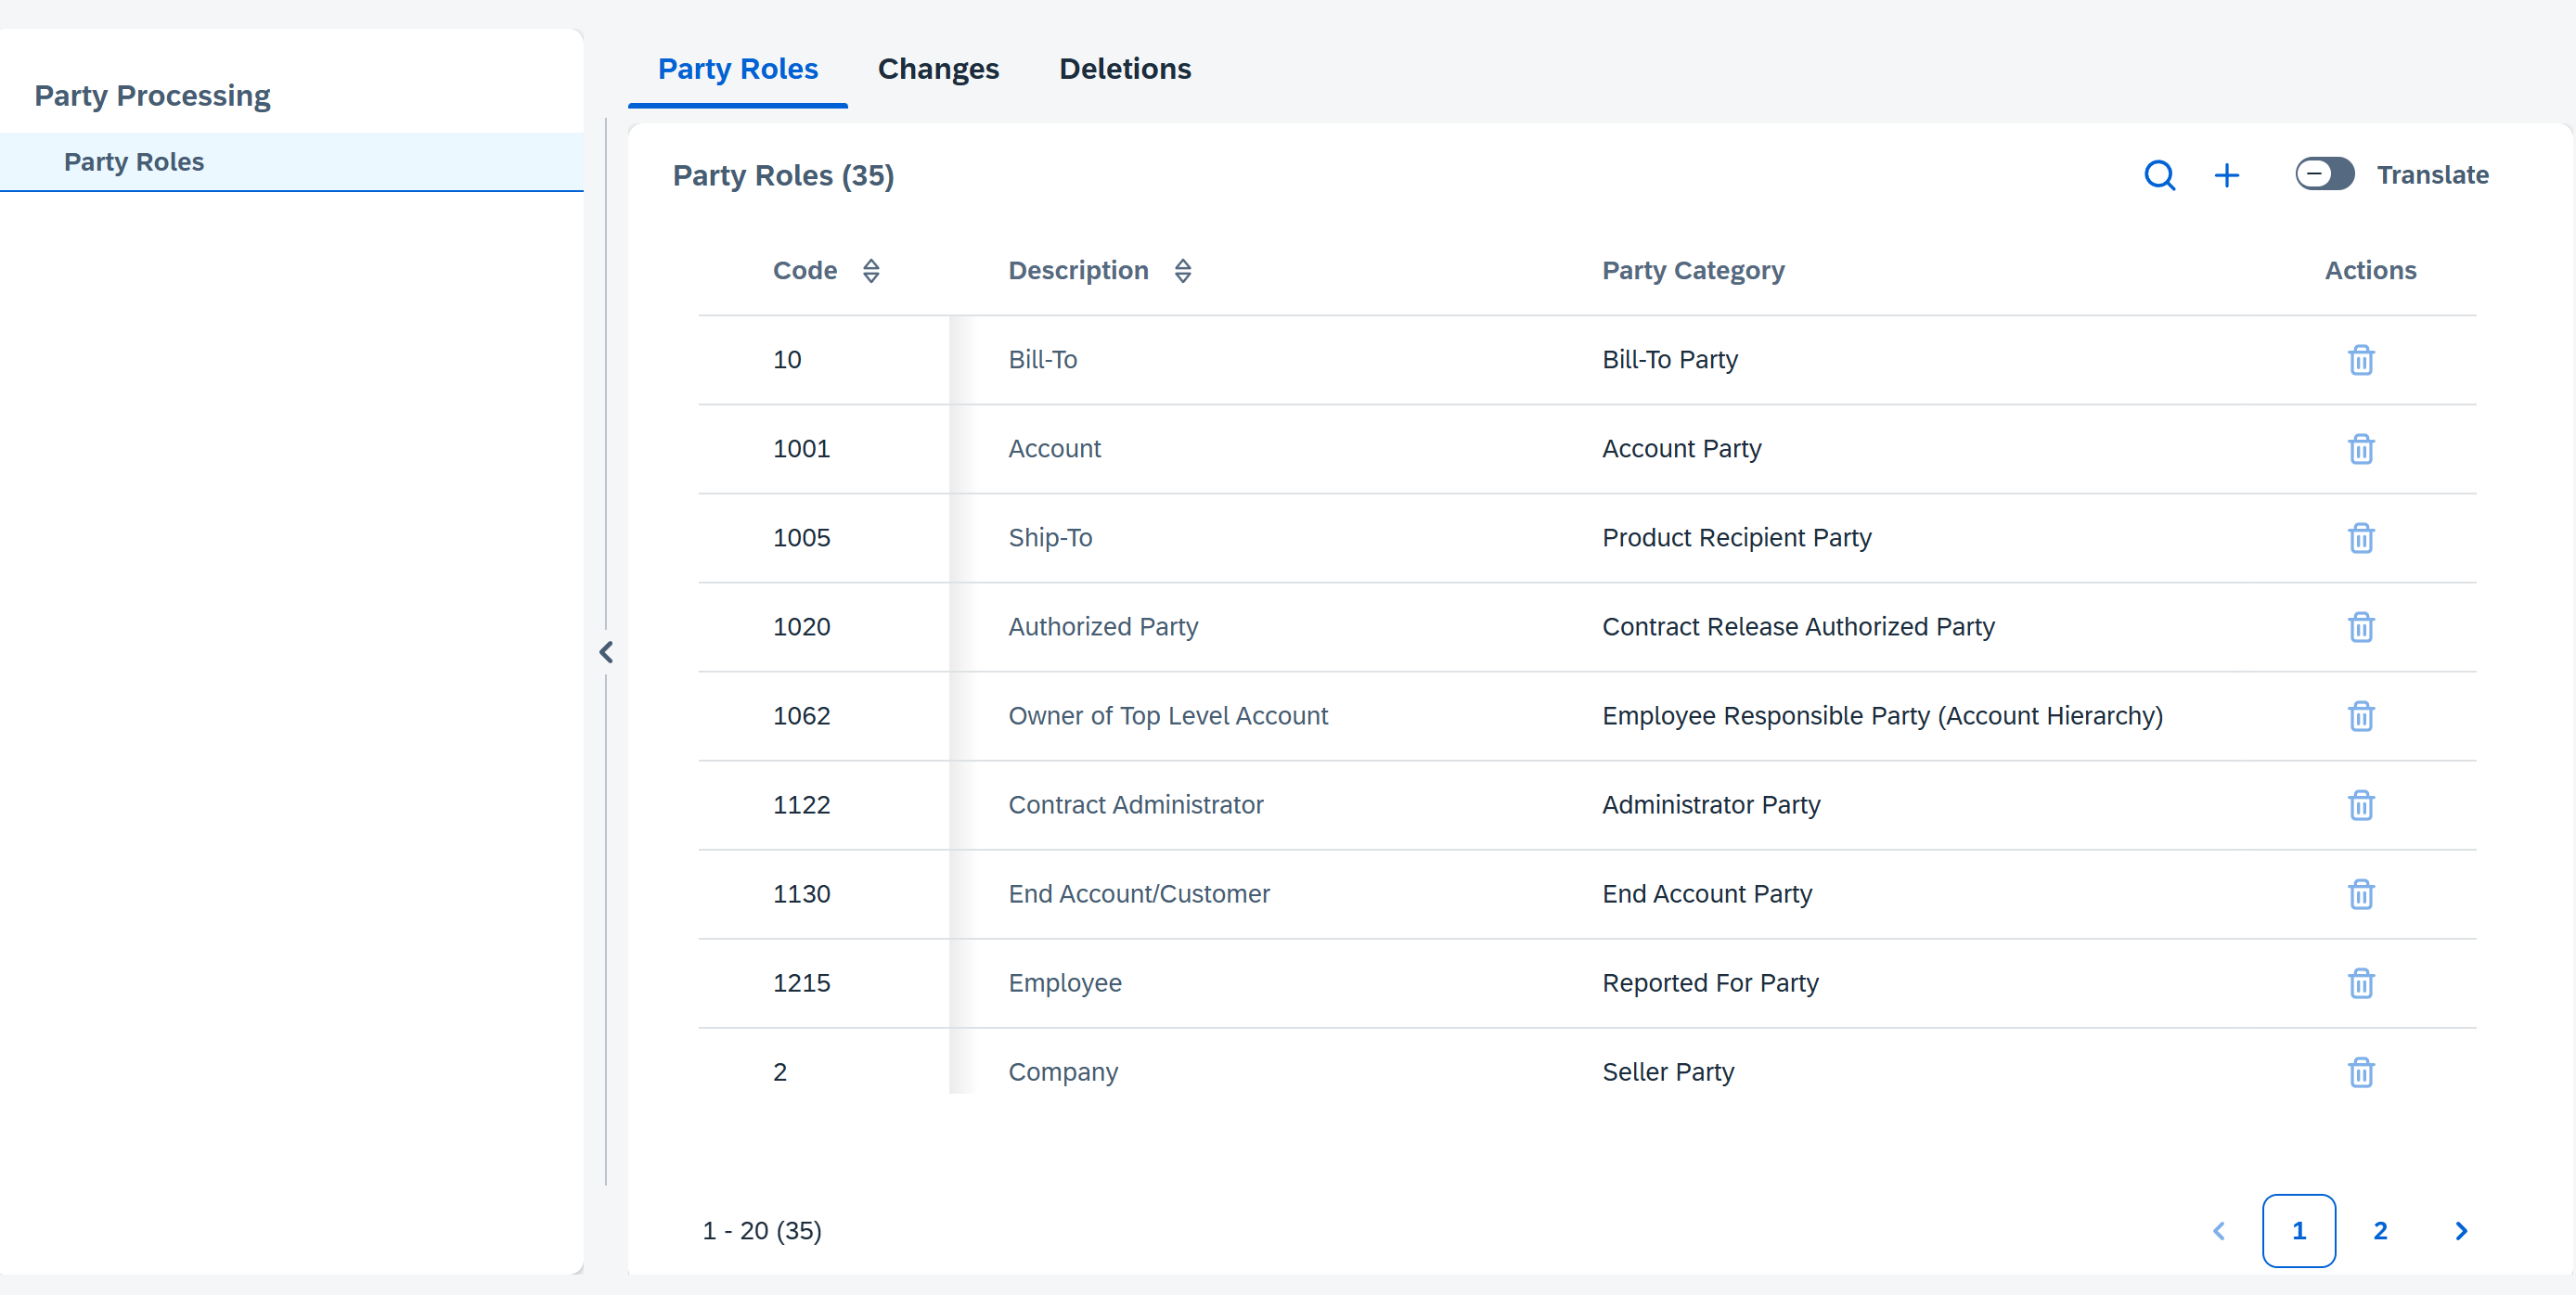 Party Processing
Party Roles
Party Roles Changes Deletions
Party Roles (35) Translate
Code Description Party Category Actions
10 Bill-To Bill-To Party
1001 Account Account Party
1005 Ship-To Product Recipient Party
1020 Authorized Party Contract Release Authorized Party
1062 Owner of Top Level Account Employee Responsible Party (Account Hierarchy)
1122 Contract Administrator Administrator Party
1130 End Account/Customer End Account Party
1215 Employee Reported For Party
2 Company Seller Party
1 - 20 (35) 1 2